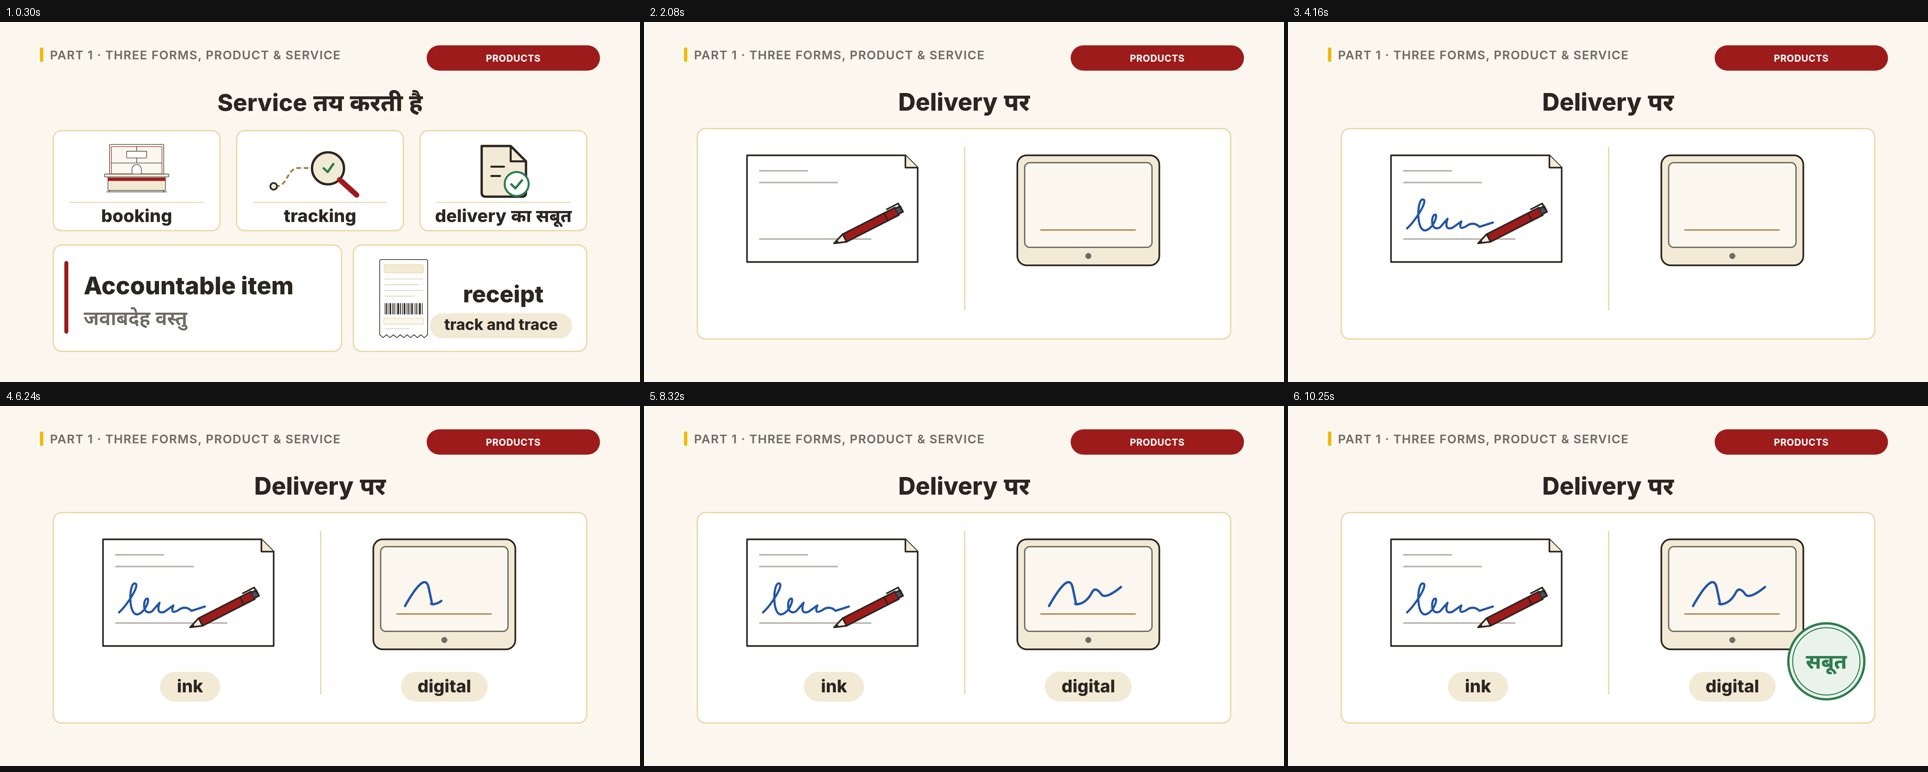 1. 0.30s
PART 1 · THREE FORMS, PRODUCT & SERVICE
PRODUCTS
Service तय करती है
booking
tracking
delivery का सबूत
Accountable item
जवाबदेह वस्तु
receipt
track and trace
2. 2.08s
PART 1 · THREE FORMS, PRODUCT & SERVICE
PRODUCTS
Delivery पर
3. 4.16s
PART 1 · THREE FORMS, PRODUCT & SERVICE
PRODUCTS
Delivery पर
4. 6.24s
PART 1 · THREE FORMS, PRODUCT & SERVICE
PRODUCTS
Delivery पर
ink
digital
5. 8.32s
PART 1 · THREE FORMS, PRODUCT & SERVICE
PRODUCTS
Delivery पर
ink
digital
6. 10.25s
PART 1 · THREE FORMS, PRODUCT & SERVICE
PRODUCTS
Delivery पर
ink
digital
सबूत